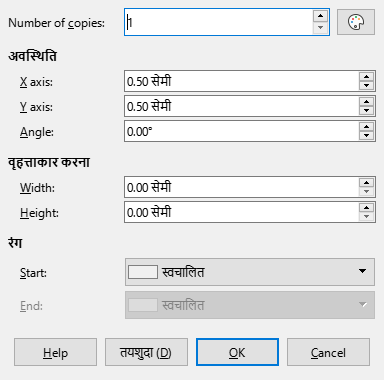 Number of copies: 1
अवस्थिति
X axis: 0.50 सेमी
Y axis: 0.50 सेमी
Angle: 0.00°
वृहत्ताकार करना
Width: 0.00 सेमी
Height: 0.00 सेमी
रंग
Start: स्वचालित
End: स्वचालित
Help तयशुदा (D) OK Cancel